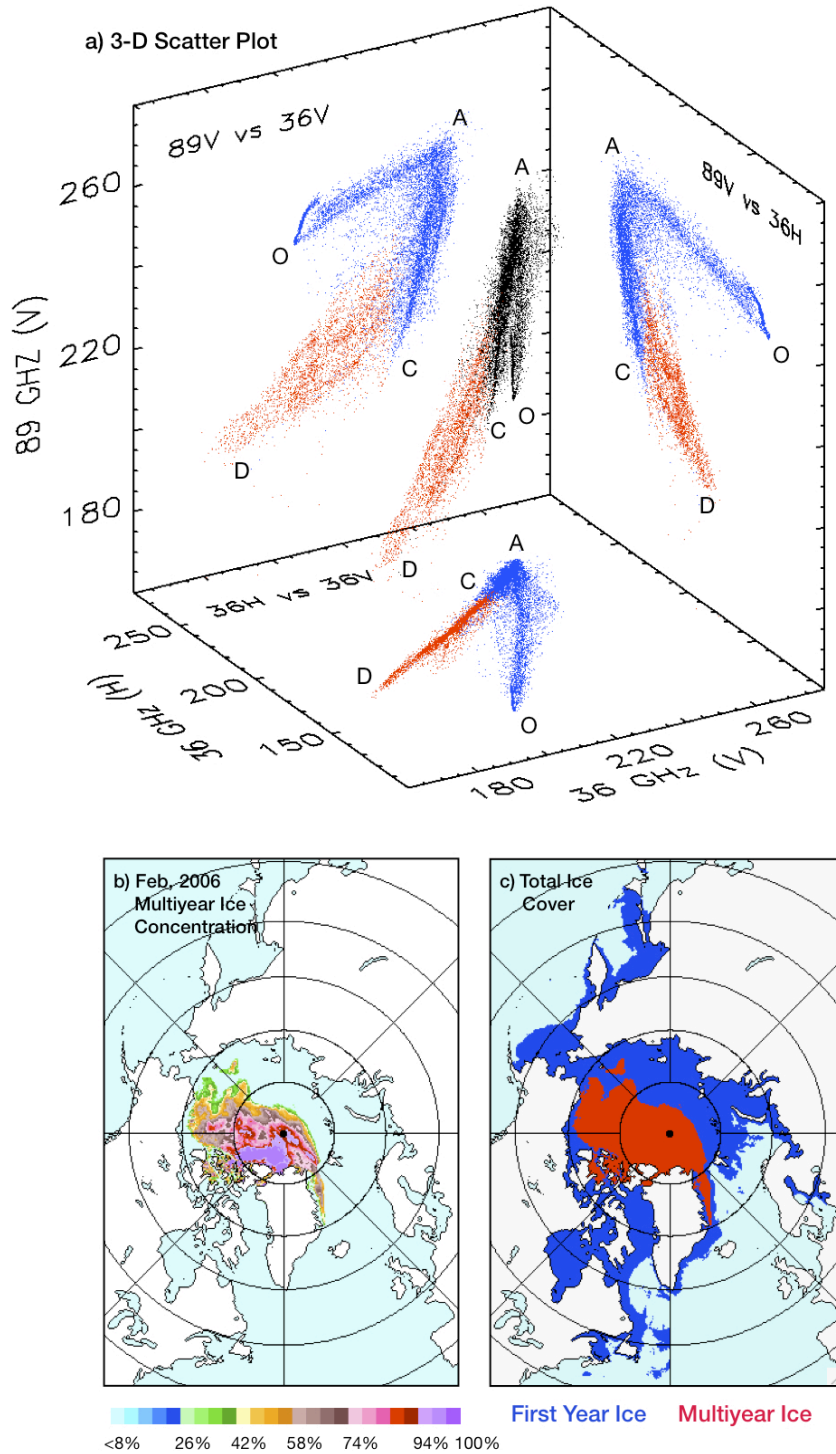 a) 3-D Scatter Plot
89V vs 36V
89V vs 36H
36H vs 36V
A
A
A
O
C
D
C
O
D
C
O
D
A
C
D
O
260
220
180
89 GHZ (V)
250
200
150
36 GHz (H)
180
220
260
36 GHz (V)
b) Feb, 2006
Multiyear Ice
Concentration
c) Total Ice
Cover
<8% 26% 42% 58% 74% 94% 100%
First Year Ice Multiyear Ice